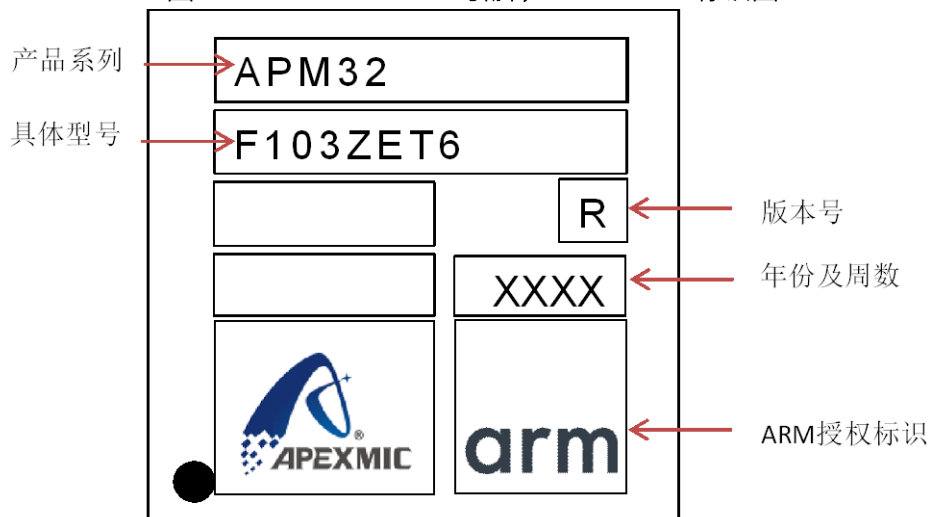 产品系列
APM32
具体型号
F103ZET6
R
版本号
XXXX
年份及周数
APEXMIC
®
arm
ARM授权标识